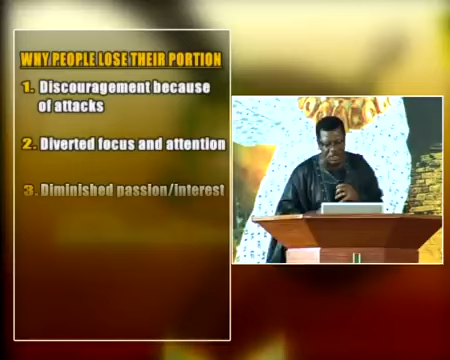 WHY PEOPLE LOSE THEIR PORTION
1. Discouragement because
of attacks
2. Diverted focus and attention
3. Diminished passion/interest